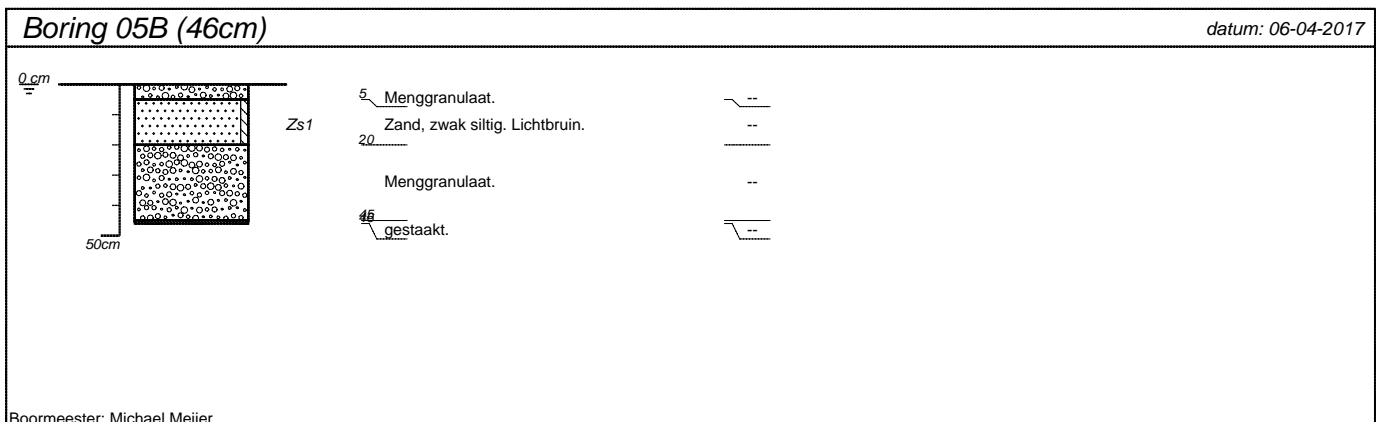 Boring 05B (46cm)
datum: 06-04-2017
0 cm
5 Menggranulaat. --
Zs1 Zand, zwak siltig. Lichtbruin. --
20
Menggranulaat. --
45
46
gestaakt. --
50cm
Boormeester: Michael Meijer